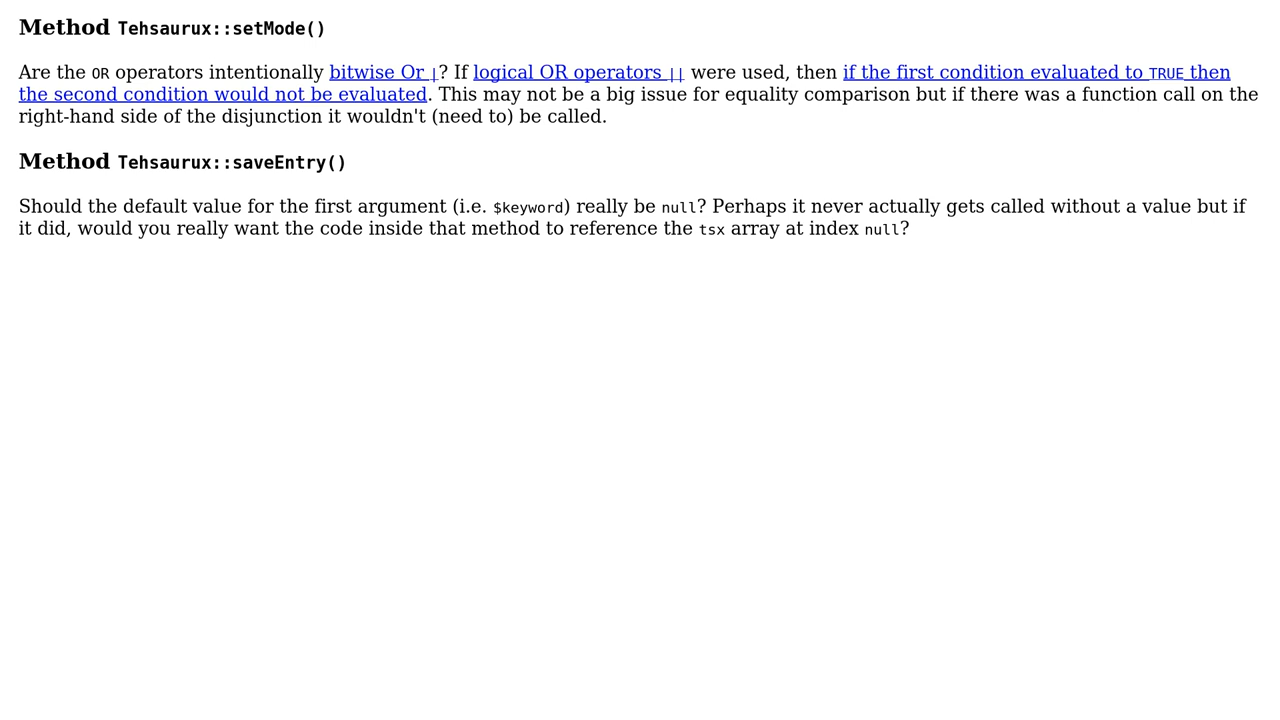 Method Tehsaurux::setMode()
Are the OR operators intentionally bitwise Or |? If logical OR operators || were used, then if the first condition evaluated to TRUE then
the second condition would not be evaluated. This may not be a big issue for equality comparison but if there was a function call on the
right-hand side of the disjunction it wouldn't (need to) be called.
Method Tehsaurux::saveEntry()
Should the default value for the first argument (i.e. $keyword) really be null? Perhaps it never actually gets called without a value but if
it did, would you really want the code inside that method to reference the tsx array at index null?